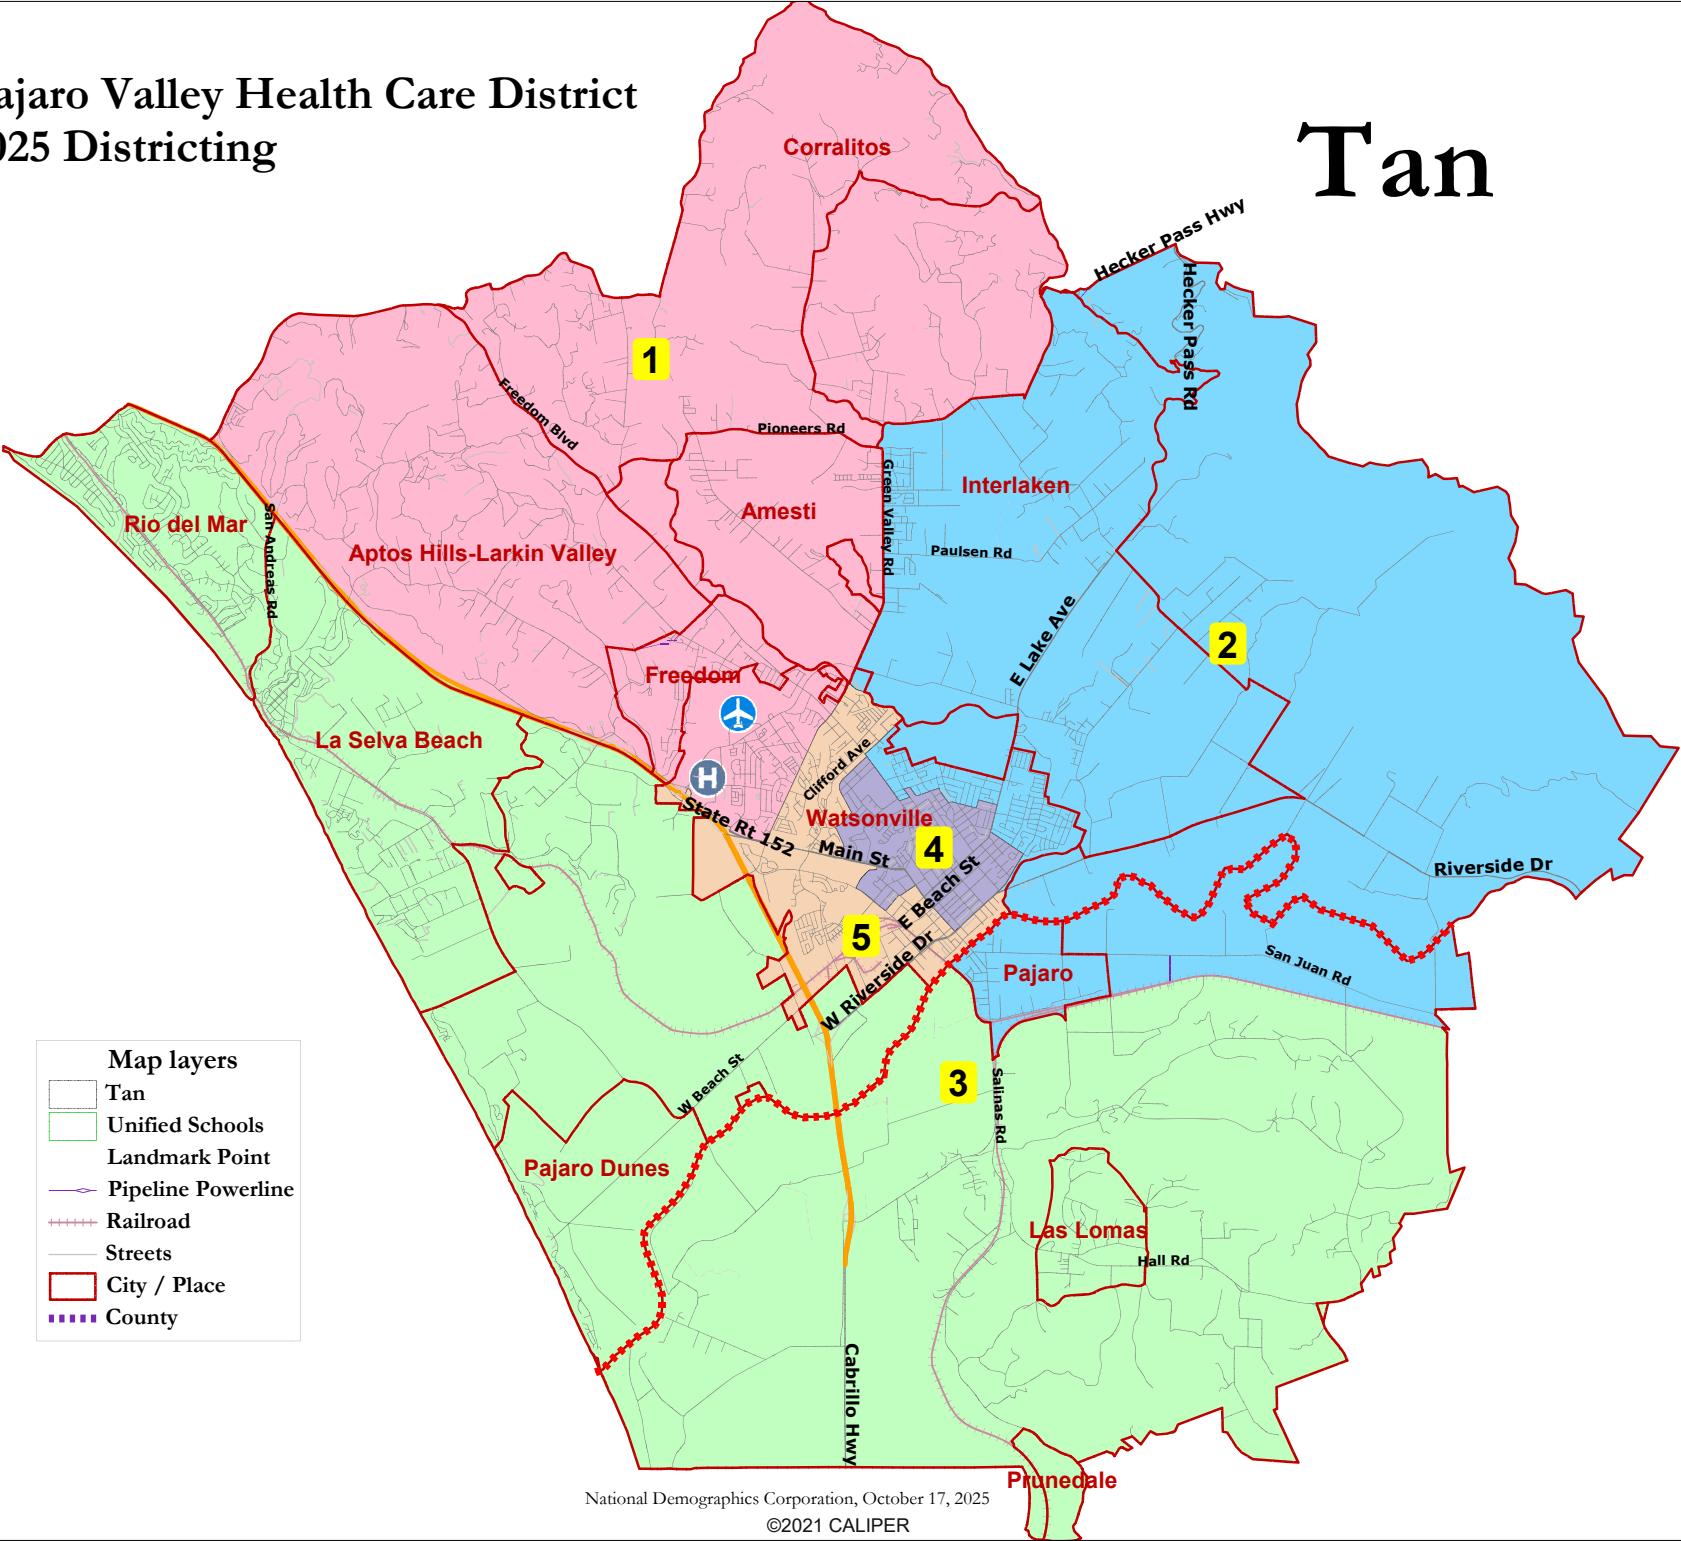 ajaro Valley Health Care District
025 Districting
Tan
Corralitos
Hecker Pass Hwy
Hecker Pass Rd
1
Freedom Blvd
Pioneers Rd
Green Valley Rd
Interlaken
Amesti
Rio del Mar
San Andreas Rd
Aptos Hills-Larkin Valley
Paulsen Rd
E Lake Ave
2
Freedom
La Selva Beach
H
Clifford Ave
State Rt 152
Watsonville
Main St
4
E Beach St
Riverside Dr
5
W Riverside Dr
Pajaro
San Juan Rd
W Beach St
3
Salinas Rd
Pajaro Dunes
Las Lomas
Hall Rd
Cabrillo Hwy
Prunedale
Map layers
Tan
Unified Schools
Landmark Point
Pipeline Powerline
Railroad
Streets
City / Place
County
National Demographics Corporation, October 17, 2025
©2021 CALIPER